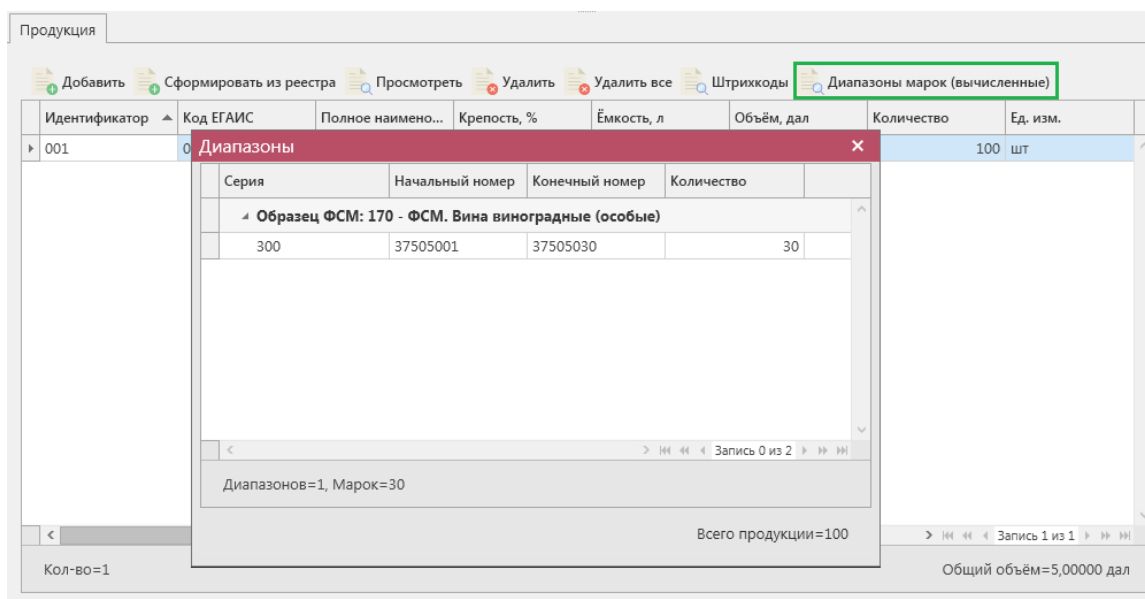 Продукция
Добавить Сформировать из реестра Просмотреть Удалить Удалить все Штрихкоды Диапазоны марок (вычисленные)
Идентификатор Код ЕГАИС Полное наимено... Крепость, % Ёмкость, л Объём, дал Количество Ед. изм.
001 0 100 шт
Диапазоны
Серия Начальный номер Конечный номер Количество
Образец ФСМ: 170 - ФСМ. Вина виноградные (особые)
300 37505001 37505030 30
Запись 0 из 2
Диапазонов=1, Марок=30
Всего продукции=100
Запись 1 из 1
Кол-во=1 Общий объём=5,00000 дал